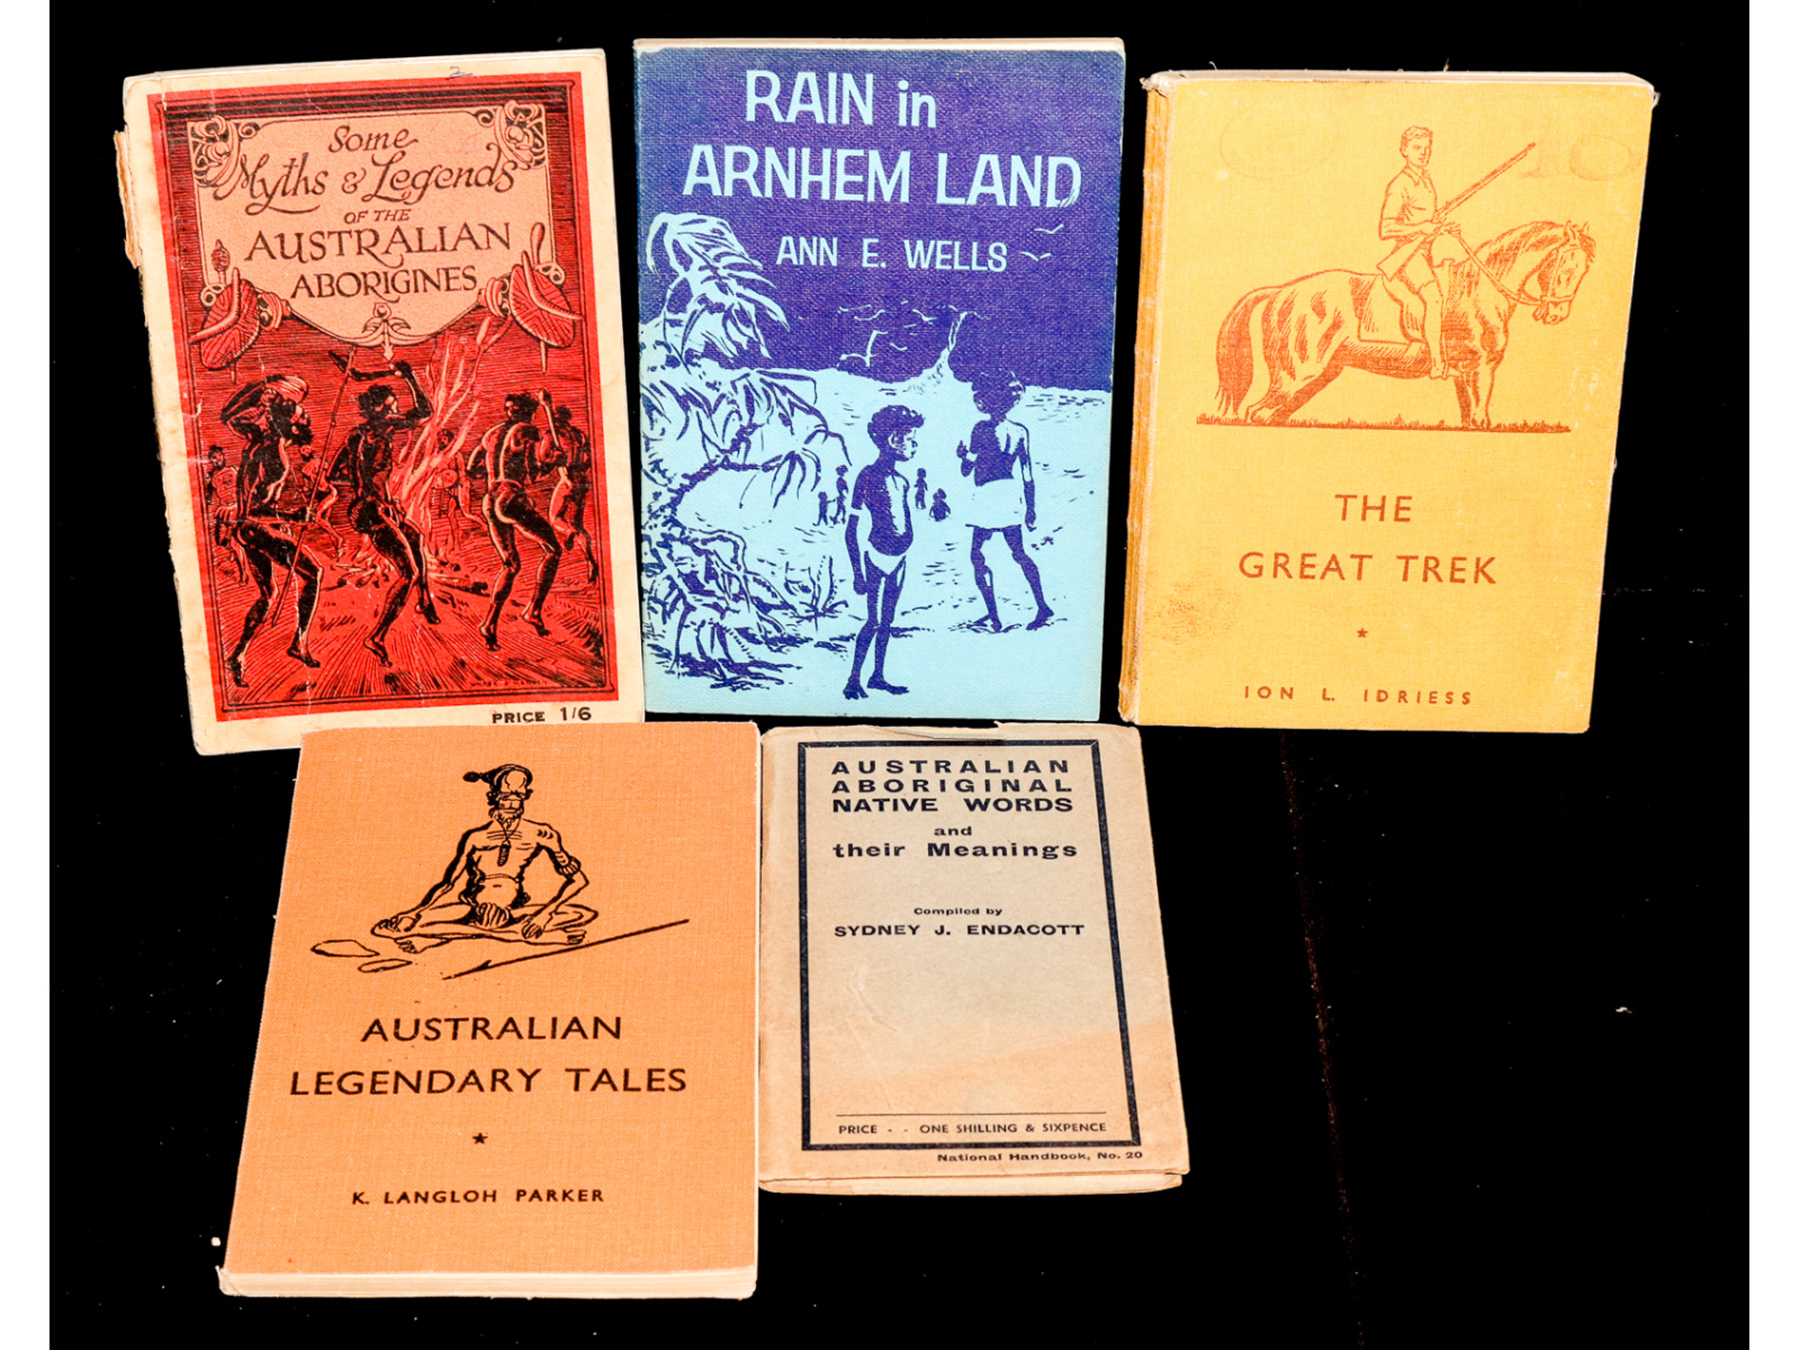 Some
Myths & Legends
OF THE
AUSTRALIAN
ABORIGINES
PRICE 1/6
RAIN in
ARNHEM LAND
ANN E. WELLS
THE
GREAT TREK
ION L. IDRIESS
AUSTRALIAN
LEGENDARY TALES
K. LANGLOH PARKER
AUSTRALIAN
ABORIGINAL
NATIVE WORDS
and
their Meanings
Compiled by
SYDNEY J. ENDACOTT
PRICE - - ONE SHILLING & SIXPENCE
National Handbook, No. 20